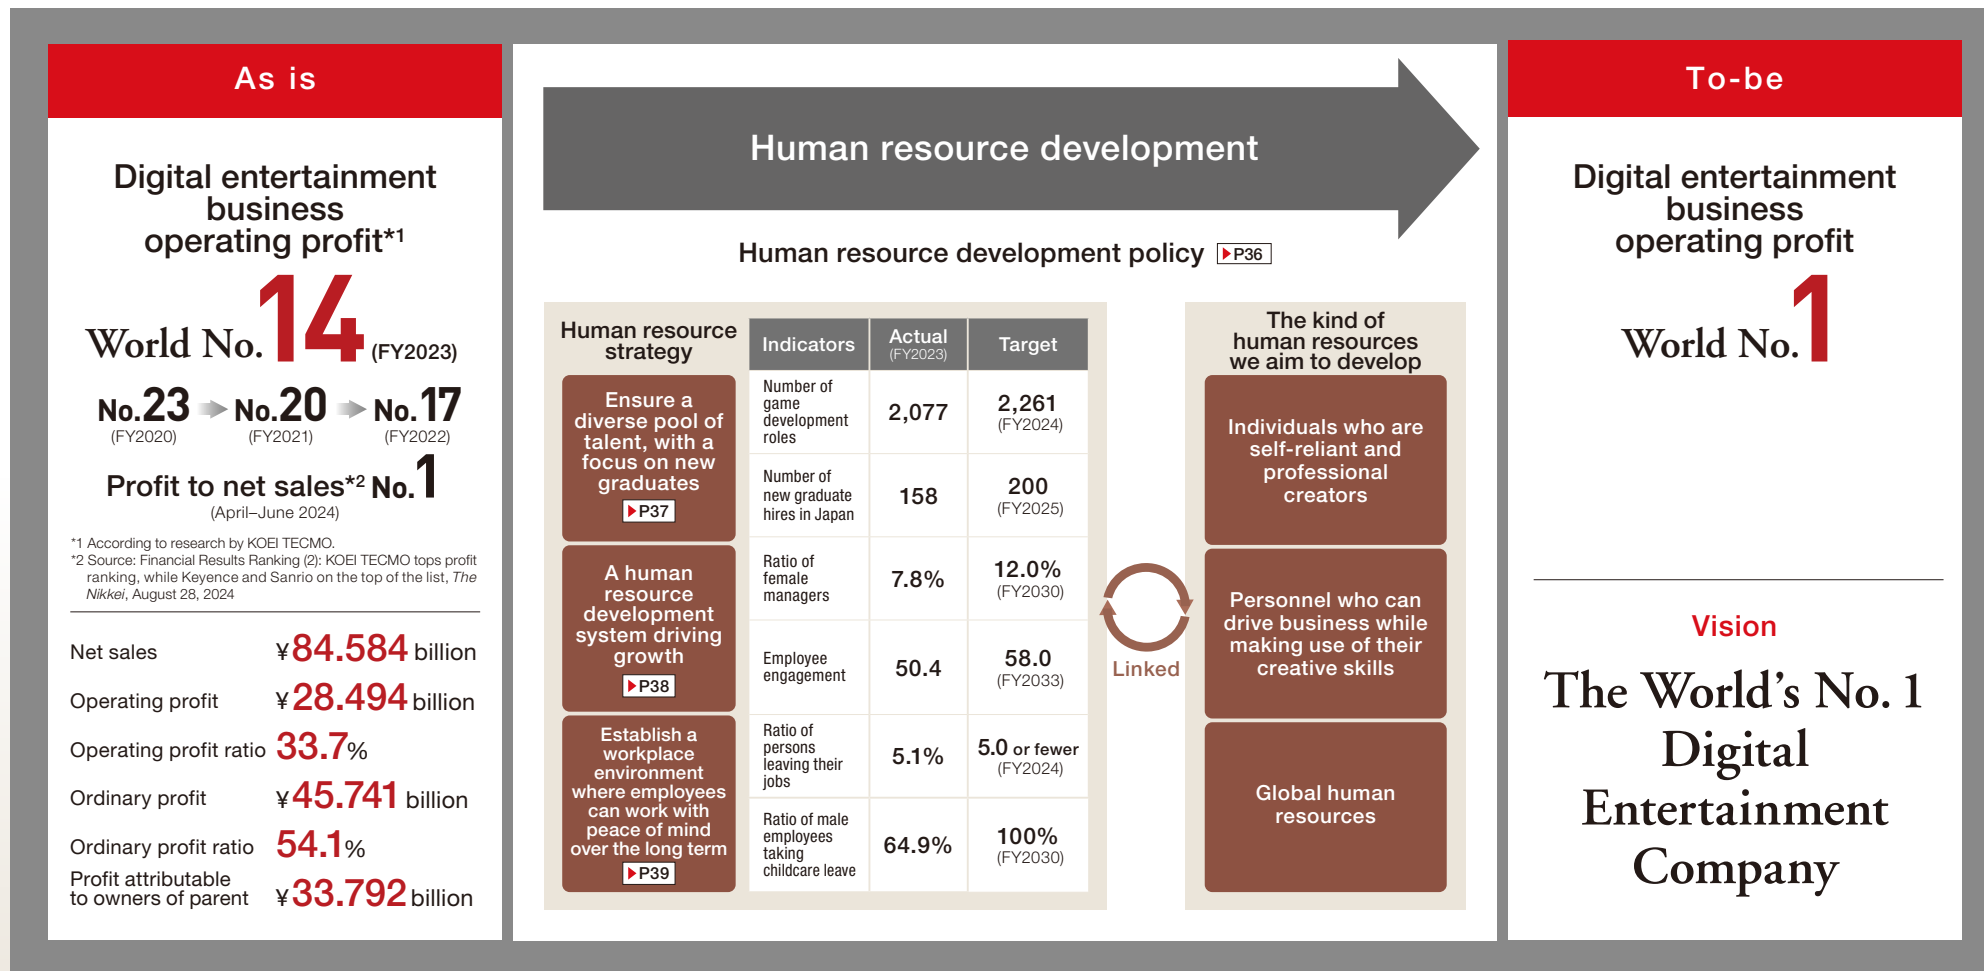 As is
Digital entertainment
business
operating profit*1
World No.14 (FY2023)
No.23 No.20 No.17
(FY2020) (FY2021) (FY2022)
Profit to net sales*2 No.1
(April–June 2024)
*1 According to research by KOEI TECMO.
*2 Source: Financial Results Ranking (2): KOEI TECMO tops profit
ranking, while Keyence and Sanrio on the top of the list, The
Nikkei, August 28, 2024
Net sales ¥84.584 billion
Operating profit ¥28.494 billion
Operating profit ratio 33.7%
Ordinary profit ¥45.741 billion
Ordinary profit ratio 54.1%
Profit attributable
to owners of parent ¥33.792 billion
Human resource development
Human resource development policy P36
Human resource
strategy
Ensure a
diverse pool of
talent, with a
focus on new
graduates
P37
A human
resource
development
system driving
growth
P38
Establish a
workplace
environment
where employees
can work with
peace of mind
over the long term
P39
Indicators
Actual
(FY2023)
Target
Number of
game
development
roles
2,077
2,261
(FY2024)
Number of
new graduate
hires in Japan
158
200
(FY2025)
Ratio of
female
managers
7.8%
12.0%
(FY2030)
Employee
engagement
50.4
58.0
(FY2033)
Ratio of
persons
leaving their
jobs
5.1%
5.0 or fewer
(FY2024)
Ratio of male
employees
taking
childcare leave
64.9%
100%
(FY2030)
Linked
The kind of
human resources
we aim to develop
Individuals who are
self-reliant and
professional
creators
Personnel who can
drive business while
making use of their
creative skills
Global human
resources
To-be
Digital entertainment
business
operating profit
World No.1
Vision
The World's No. 1
Digital
Entertainment
Company